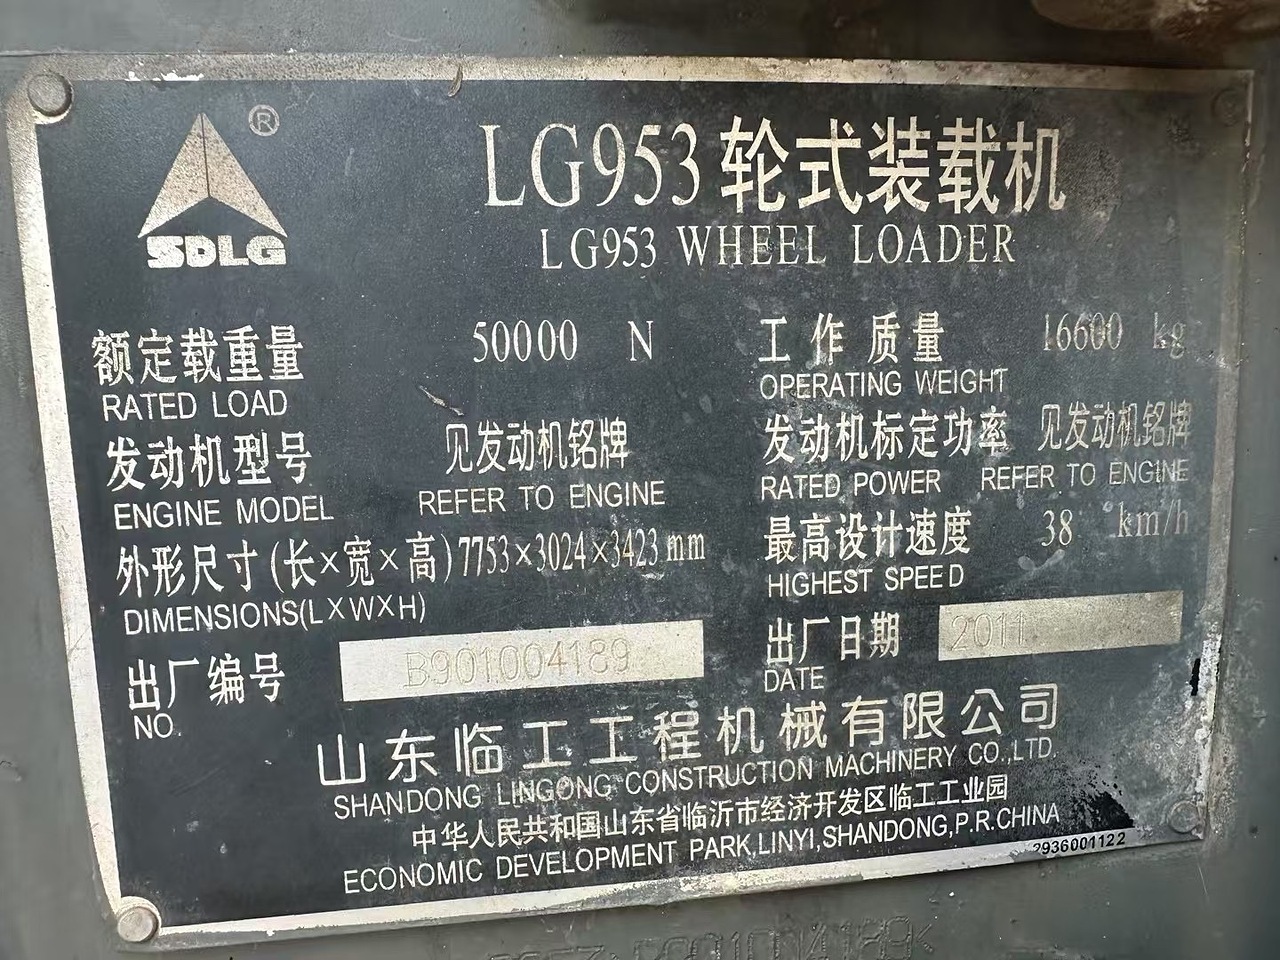 ®
SDLG
LG953轮式装载机
LG953 WHEEL LOADER
额定载重量 50000 N
RATED LOAD
工作质量 16600 kg
OPERATING WEIGHT
发动机型号 见发动机铭牌
ENGINE MODEL REFER TO ENGINE
发动机标定功率 见发动机铭牌
RATED POWER REFER TO ENGINE
外形尺寸(长×宽×高)7753×3024×3423mm
DIMENSIONS(L×W×H)
最高设计速度 38 km/h
HIGHEST SPEED
出厂编号 B901004189
NO.
出厂日期 2011
DATE
山东临工工程机械有限公司
SHANDONG LINGONG CONSTRUCTION MACHINERY CO.,LTD.
中华人民共和国山东省临沂市经济开发区临工工业园
ECONOMIC DEVELOPMENT PARK,LINYI,SHANDONG,P.R.CHINA
2936001122